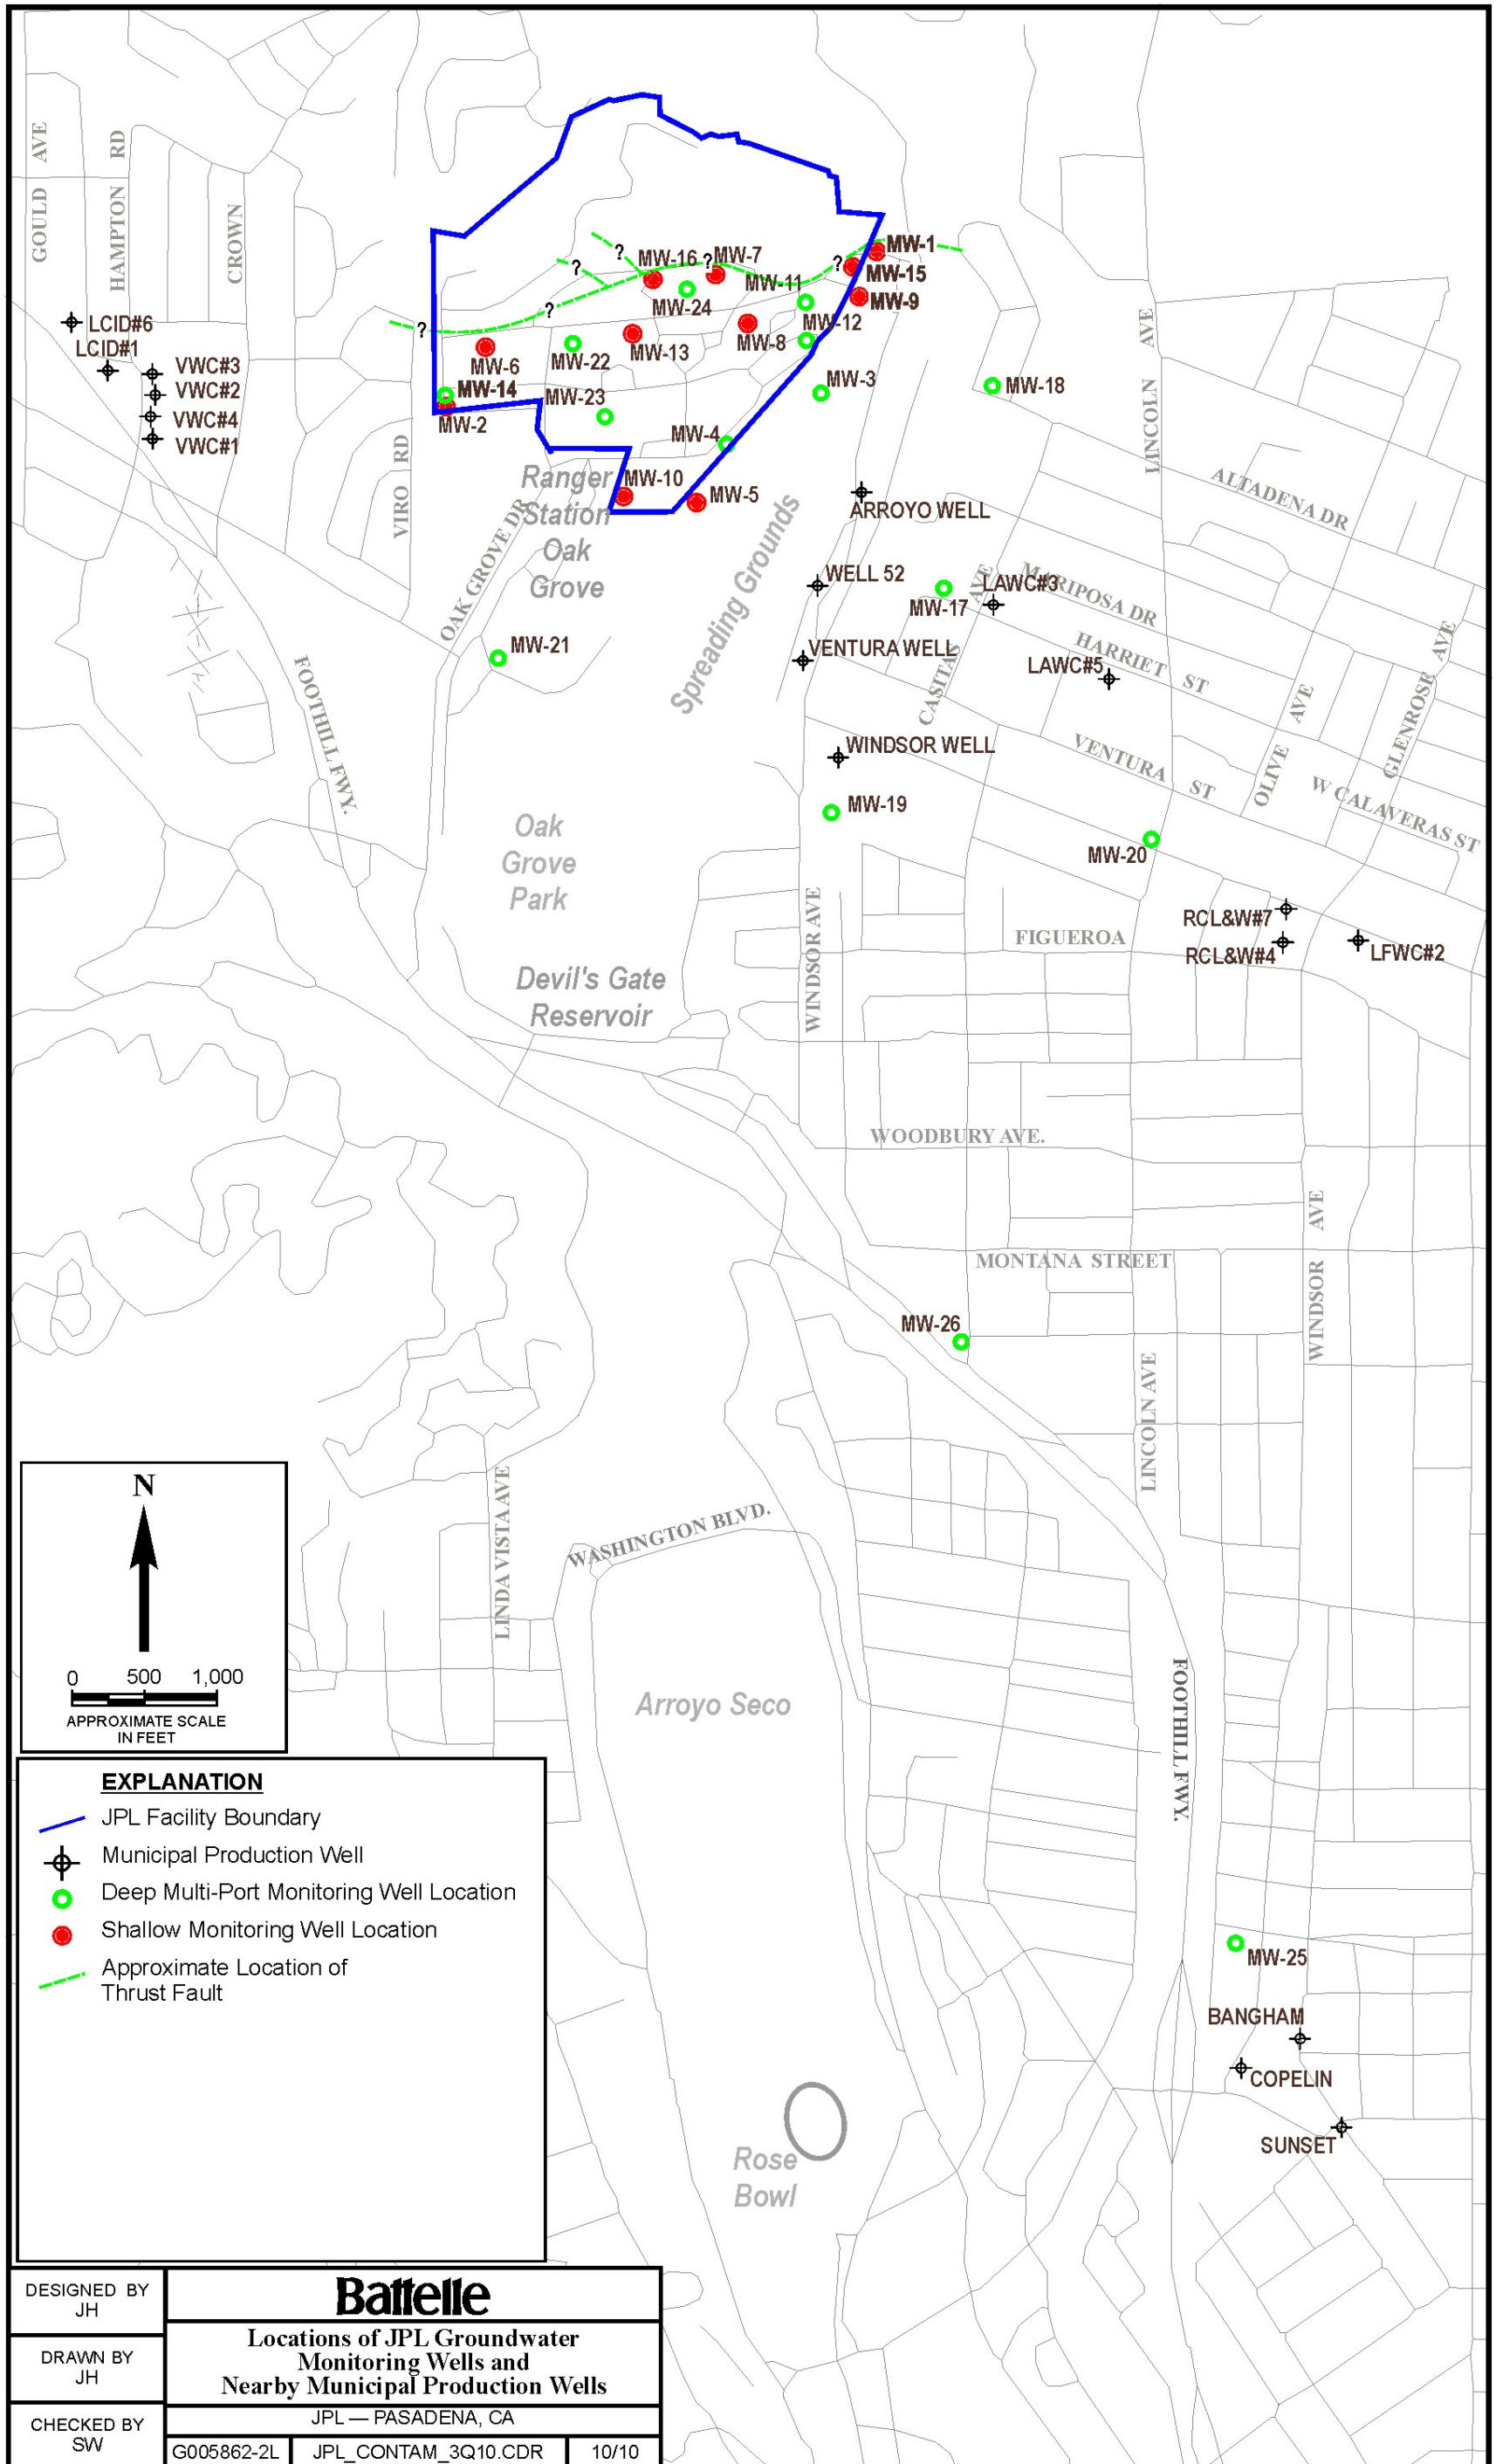 GOULD AVE
HAMPTON RD
CROWN
VIRO RD
MW-1
MW-16
?
MW-7
?
?
?
MW-15
MW-11
MW-24
MW-9
?
MW-12
?
MW-8
MW-13
MW-22
MW-6
MW-14
MW-2
MW-23
MW-3
MW-18
MW-4
LCID#6
LCID#1
VWC#3
VWC#2
VWC#4
VWC#1
LINCOLN AVE
ALTADENA DR
MW-10
MW-5
Ranger
Station
Oak
Grove
OAK GROVE DR
Spreading Grounds
ARROYO WELL
WELL 52
MW-17
LAWC#3
MARIPOSA DR
HARRIET ST
CASITAS AVE
VENTURA WELL
LAWC#5
MW-21
FOOTHILL FWY.
WINDSOR WELL
VENTURA ST
OLIVE AVE
GLENROSE AVE
W CALAVERAS ST
MW-19
MW-20
Oak
Grove
Park
WINDSOR AVE
FIGUEROA
RCL&W#7
RCL&W#4
LFWC#2
Devil's Gate
Reservoir
WOODBURY AVE.
MONTANA STREET
WINDSOR AVE
MW-26
LINCOLN AVE
LINDA VISTA AVE
WASHINGTON BLVD.
Arroyo Seco
FOOTHILL FWY.
MW-25
BANGHAM
COPELIN
SUNSET
Rose
Bowl
N
0 500 1,000
APPROXIMATE SCALE
IN FEET
EXPLANATION
JPL Facility Boundary
Municipal Production Well
Deep Multi-Port Monitoring Well Location
Shallow Monitoring Well Location
Approximate Location of
Thrust Fault
DESIGNED BY
JH
DRAWN BY
JH
CHECKED BY
SW
Battelle
Locations of JPL Groundwater
Monitoring Wells and
Nearby Municipal Production Wells
JPL — PASADENA, CA
G005862-2L JPL_CONTAM_3Q10.CDR 10/10